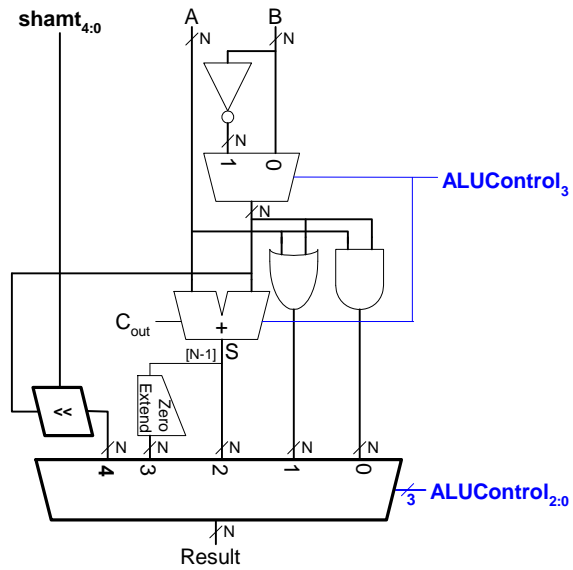 shamt4:0
A B
N N
N
1 0
ALUControl3
N
Cout
+
[N-1] S
Zero
Extend
<<
N N N N N
4 3 2 1 0
3 ALUControl2:0
N
Result